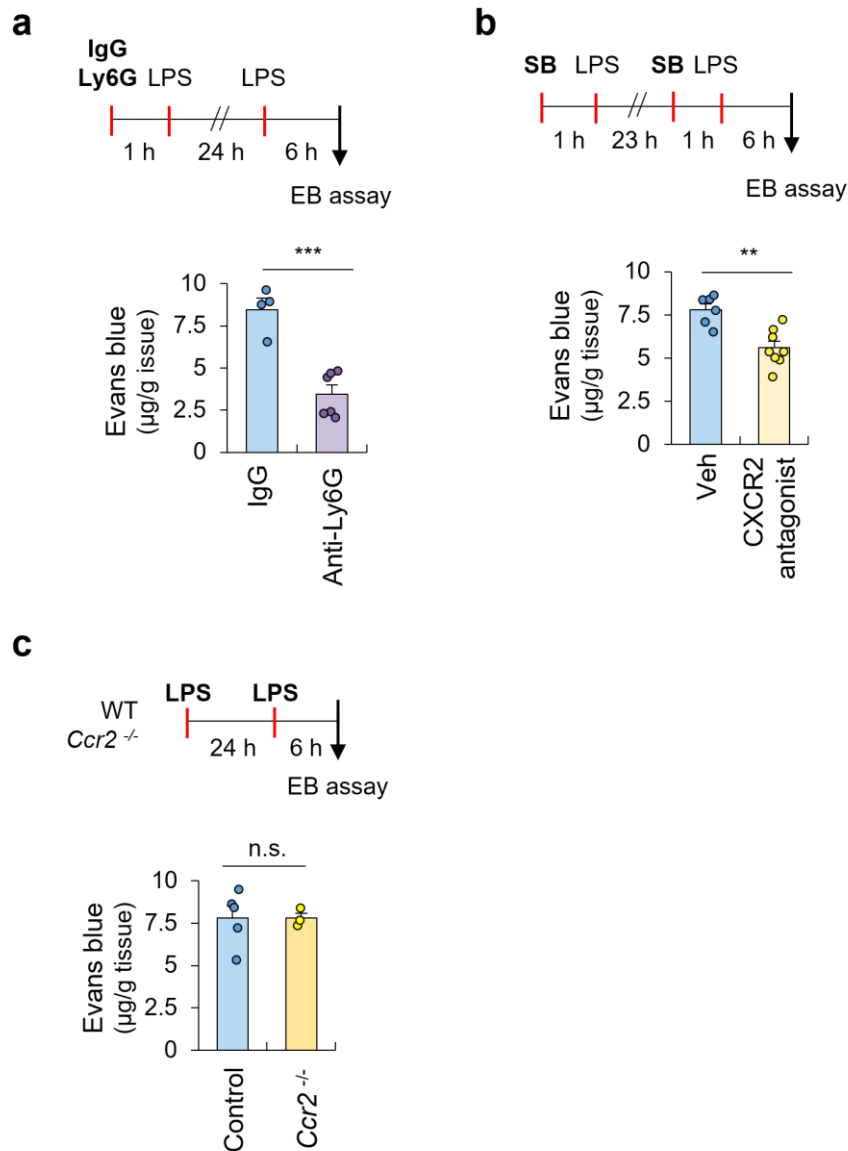 a
IgG
Ly6G LPS LPS
1 h 24 h 6 h
EB assay
***
Evans blue
(µg/g issue)
10
7.5
5
2.5
0
IgG
Anti-Ly6G
b
SB LPS SB LPS
1 h 23 h 1 h 6 h
EB assay
**
Evans blue
(µg/g tissue)
10
7.5
5
2.5
0
Veh
CXCR2
antagonist
c
LPS LPS
WT
Ccr2 -/-
24 h 6 h
EB assay
n.s.
Evans blue
(µg/g tissue)
10
7.5
5
2.5
0
Control
Ccr2 -/-